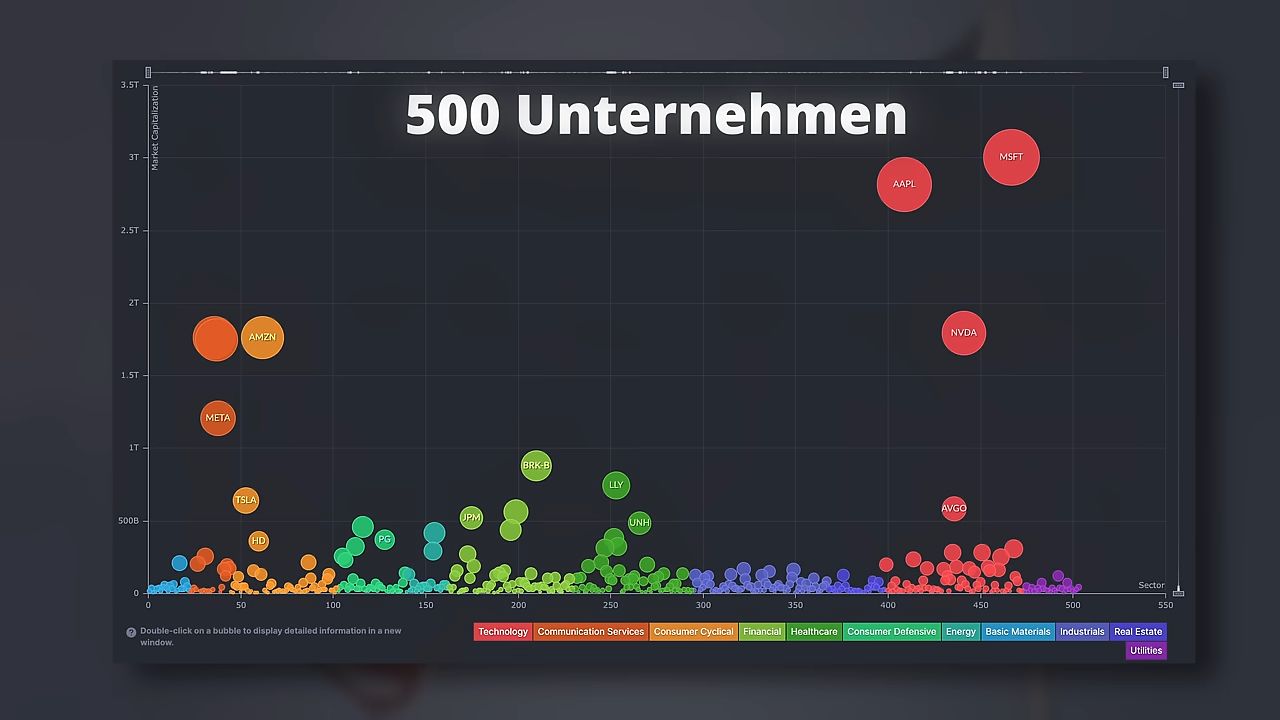 500 Unternehmen
3.5T
Market Capitalization
3T
2.5T
2T
1.5T
1T
500B
0
MSFT
AAPL
AMZN
NVDA
META
BRK-B
LLY
TSLA
AVGO
JPM
UNH
HD
PG
Sector
0
50
100
150
200
250
300
350
400
450
500
550
Double-click on a bubble to display detailed information in a new
window.
Technology Communication Services Consumer Cyclical Financial Healthcare Consumer Defensive Energy Basic Materials Industrials Real Estate
Utilities